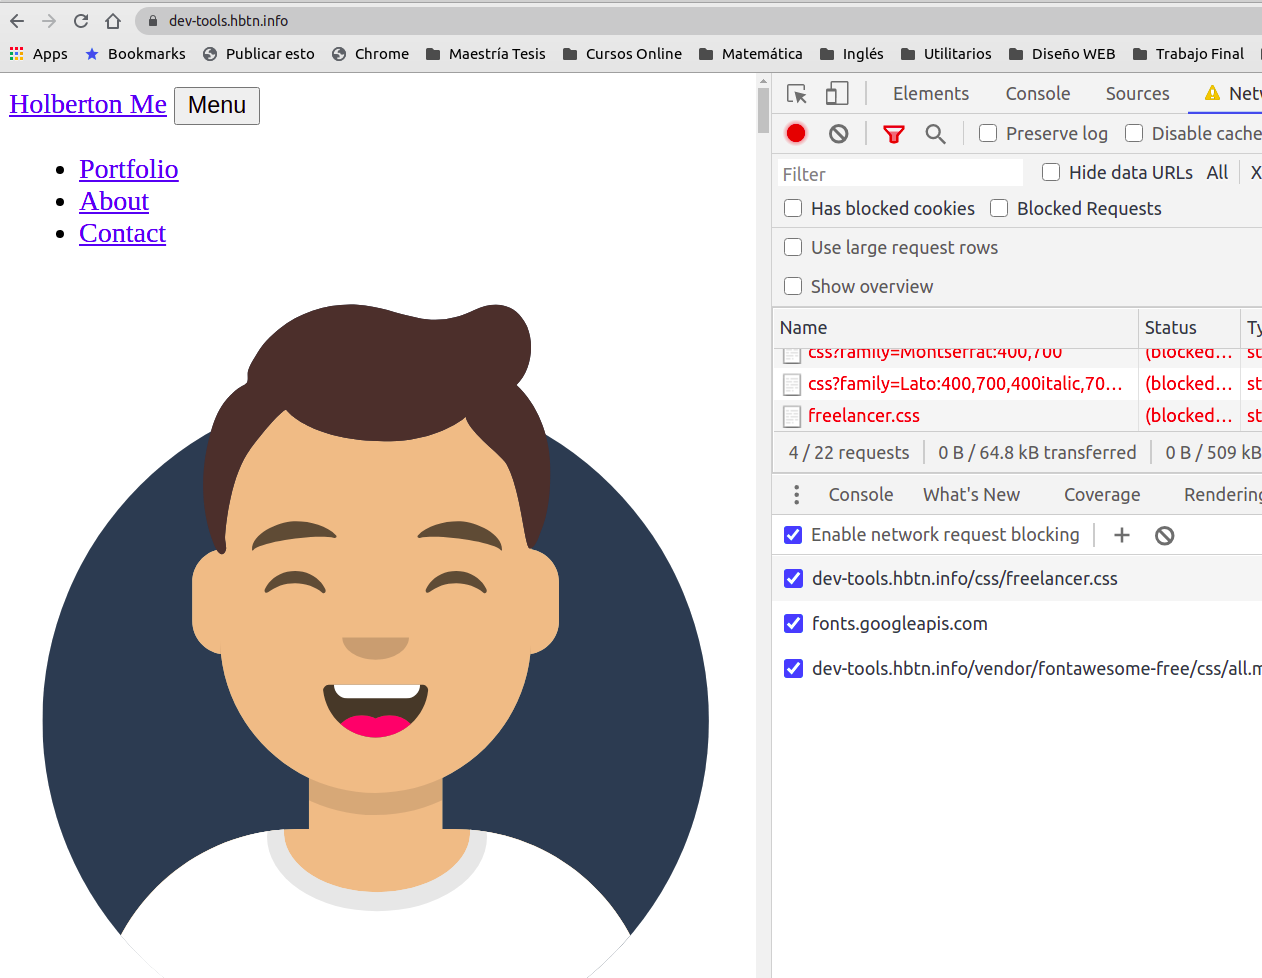 dev-tools.hbtn.info
Apps Bookmarks Publicar esto Chrome Maestría Tesis Cursos Online Matemática Inglés Utilitarios Diseño WEB Trabajo Final
Holberton Me Menu
Portfolio
About
Contact
Elements Console Sources Netw
Preserve log Disable cache
Filter Hide data URLs All X
Has blocked cookies Blocked Requests
Use large request rows
Show overview
Name Status Ty
css?family=Montserrat:400,700 (blocked... st
css?family=Lato:400,700,400italic,70... (blocked... st
freelancer.css (blocked... st
4 / 22 requests 0 B / 64.8 kB transferred 0 B / 509 kB
Console What's New Coverage Rendering
Enable network request blocking
dev-tools.hbtn.info/css/freelancer.css
fonts.googleapis.com
dev-tools.hbtn.info/vendor/fontawesome-free/css/all.m